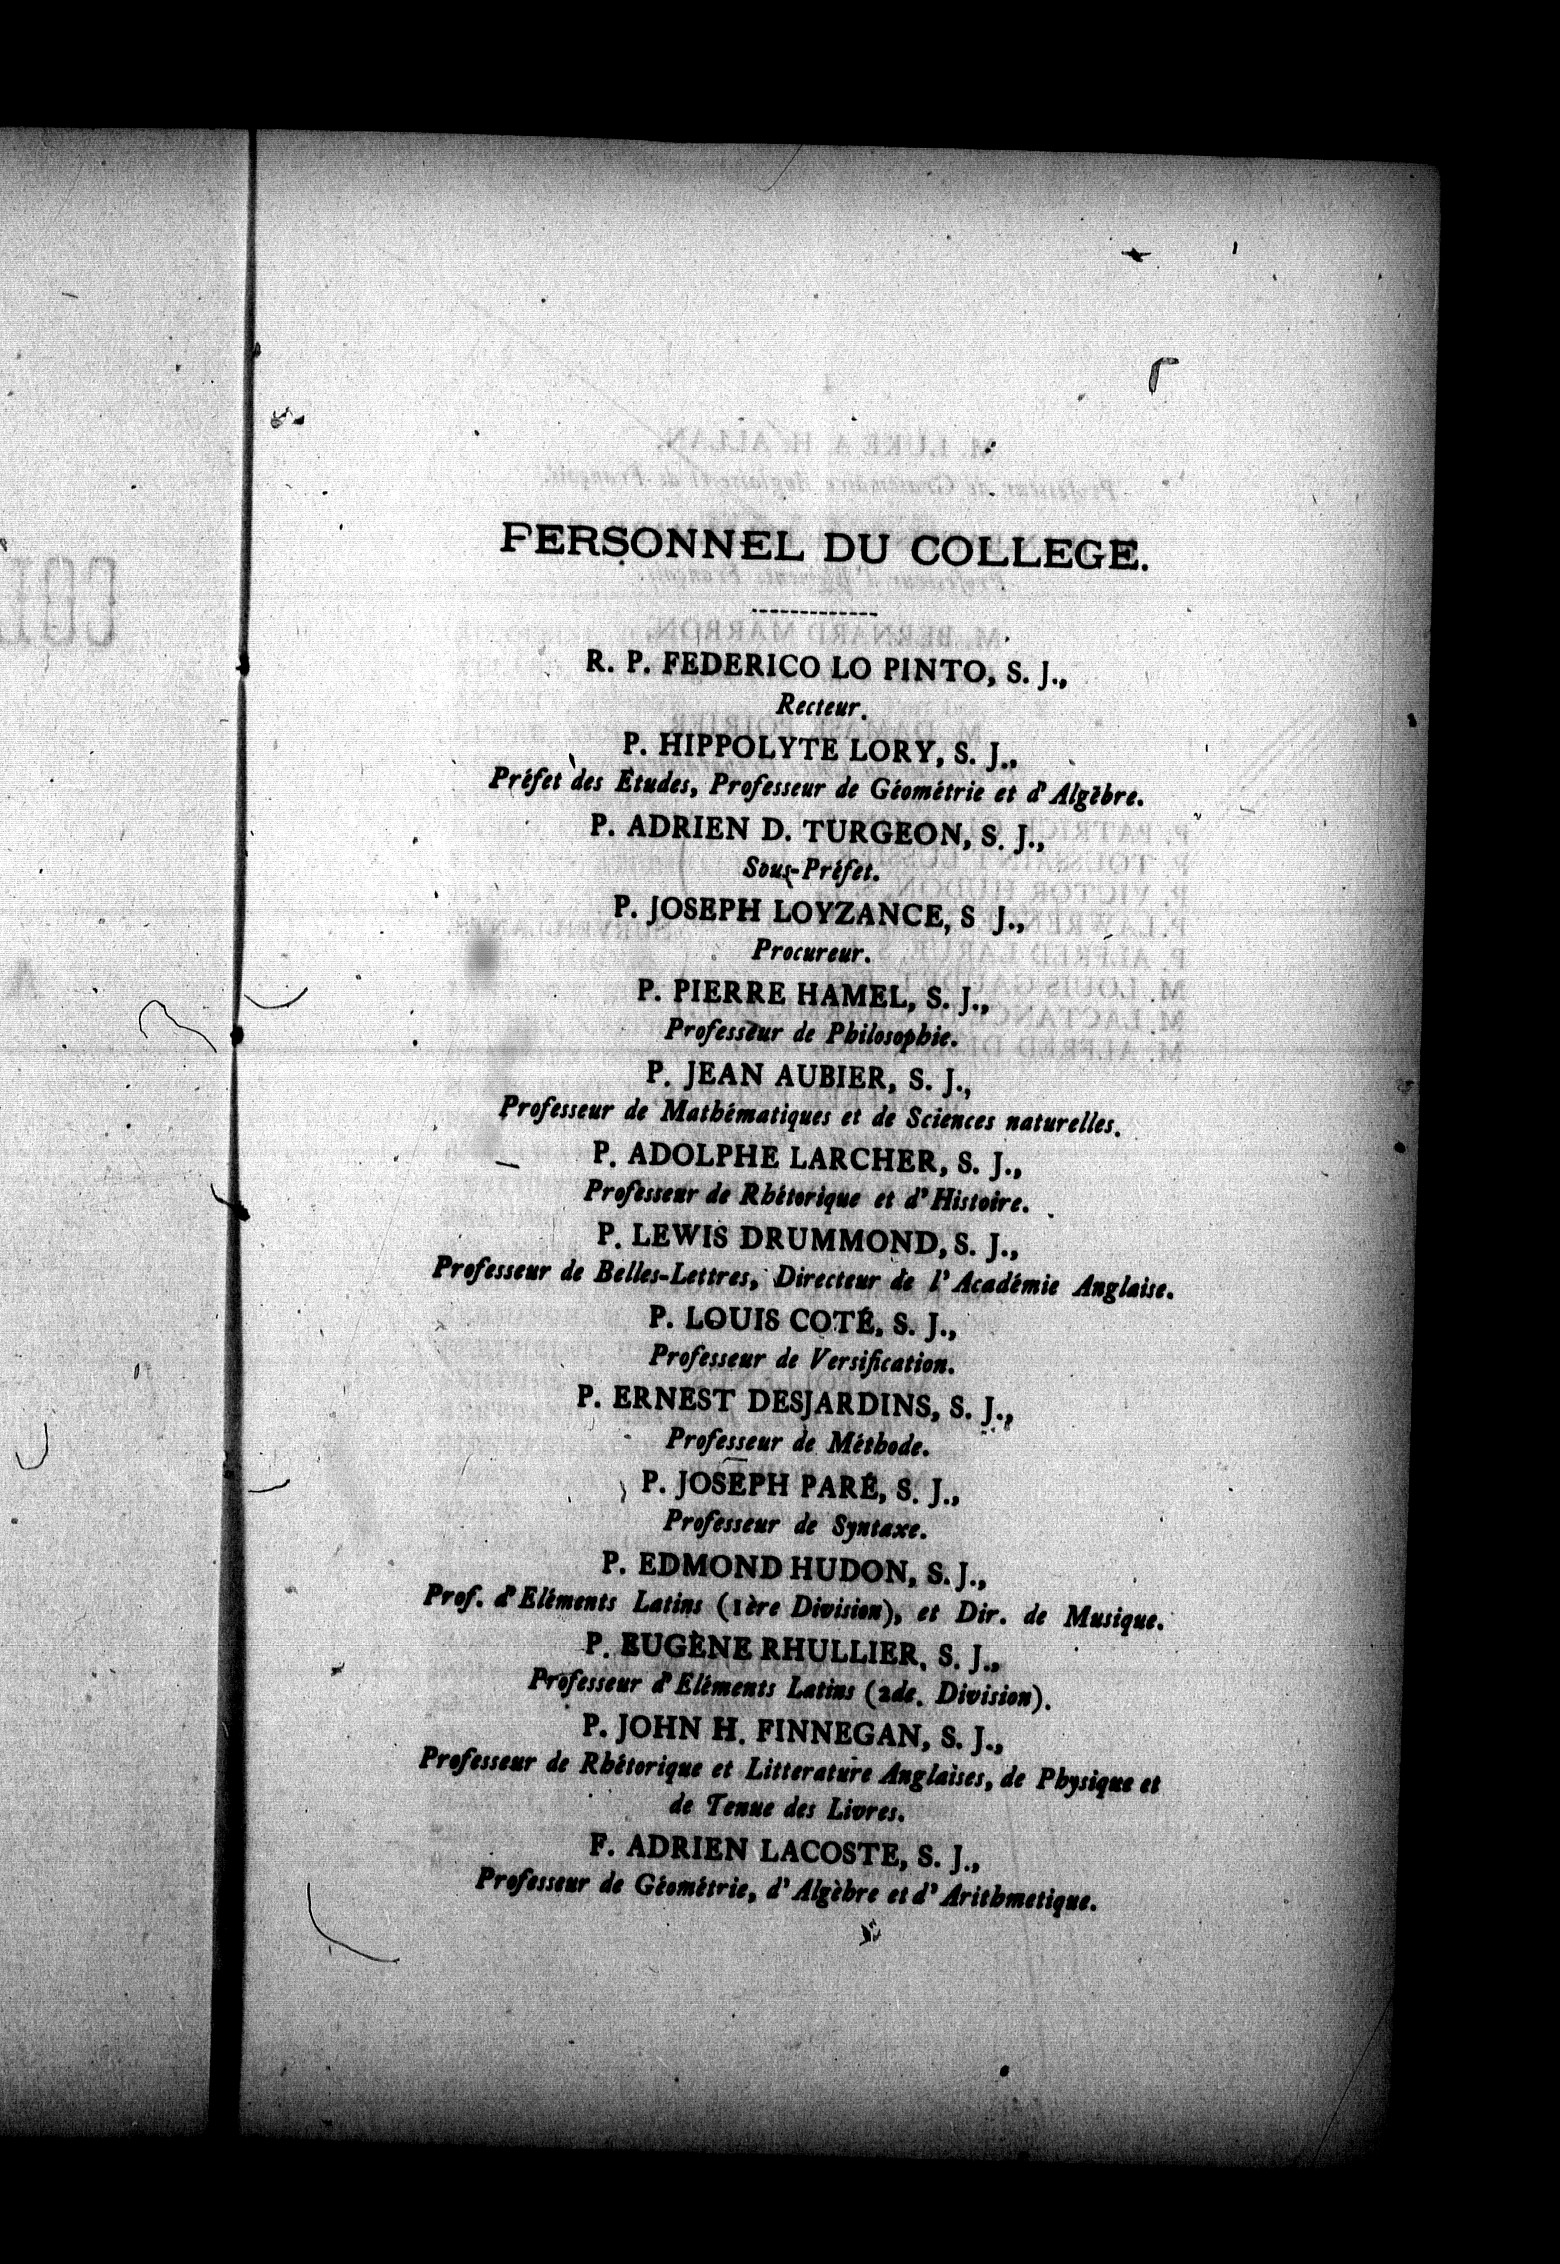 PERSONNEL DU COLLEGE.
R. P. FEDERICO LO PINTO, S. J.,
Recteur.
P. HIPPOLYTE LORY, S. J.,
Préfet des Etudes, Professeur de Géométrie et d'Algèbre.
P. ADRIEN D. TURGEON, S. J.,
Sous-Préfet.
P. JOSEPH LOYZANCE, S J.,
Procureur.
P. PIERRE HAMEL, S. J.,
Professeur de Philosophie.
P. JEAN AUBIER, S. J.,
Professeur de Mathématiques et de Sciences naturelles.
P. ADOLPHE LARCHER, S. J.,
Professeur de Rhétorique et d'Histoire.
P. LEWIS DRUMMOND, S. J.,
Professeur de Belles-Lettres, Directeur de l'Académie Anglaise.
P. LOUIS COTÉ, S. J.,
Professeur de Versification.
P. ERNEST DESJARDINS, S. J.,
Professeur de Méthode.
P. JOSEPH PARÉ, S. J.,
Professeur de Syntaxe.
P. EDMOND HUDON, S. J.,
Prof. d'Eléments Latins (1ère Division), et Dir. de Musique.
P. EUGÈNE RHULLIER, S. J.,
Professeur d'Eléments Latins (2de. Division).
P. JOHN H. FINNEGAN, S. J.,
Professeur de Rhétorique et Litterature Anglaises, de Physique et
de Tenue des Livres.
F. ADRIEN LACOSTE, S. J.,
Professeur de Géométrie, d'Algèbre et d'Arithmetique.